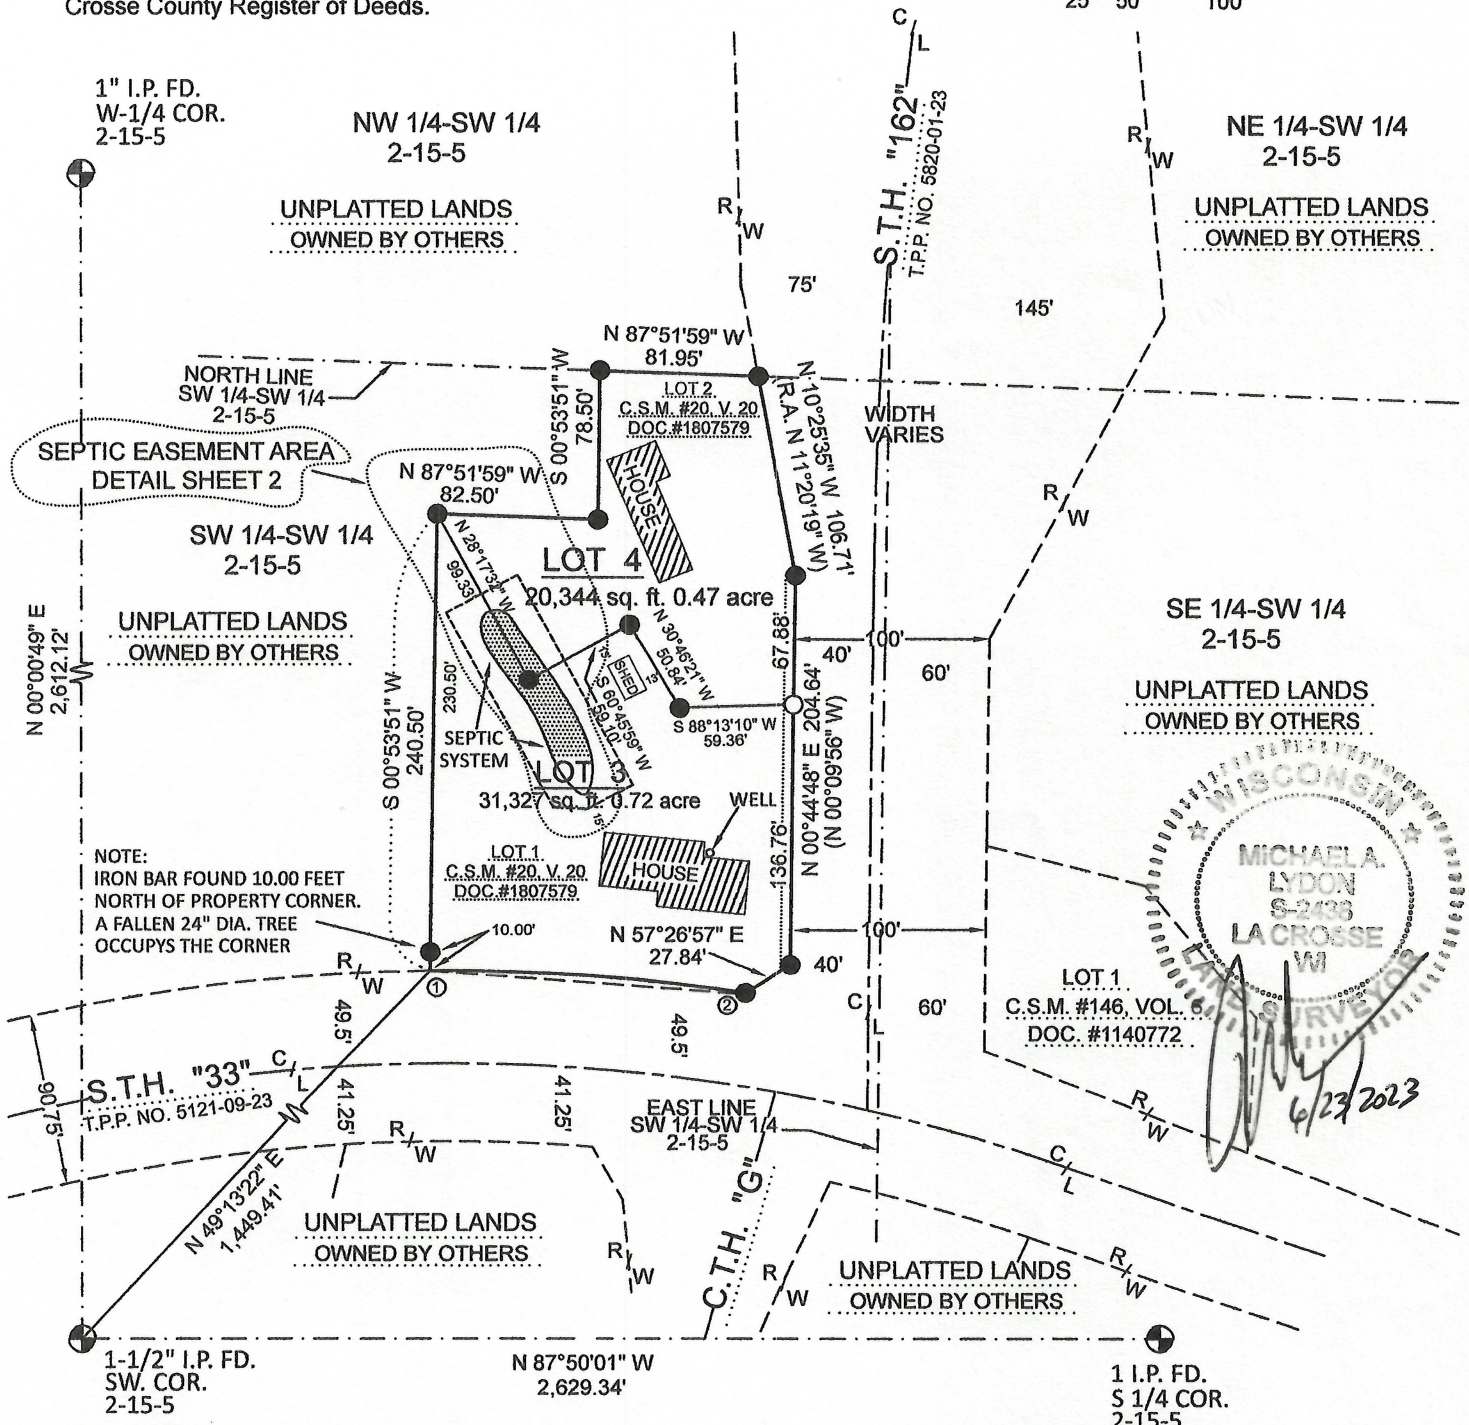 Crosse County Register of Deeds.
25 50 100
C
L
1" I.P. FD.
W-1/4 COR.
2-15-5
NW 1/4-SW 1/4
2-15-5
UNPLATTED LANDS
OWNED BY OTHERS
R/W
75'
S.T.H. "162"
T.P.P. NO. 5820-01-23
R/W
NE 1/4-SW 1/4
2-15-5
UNPLATTED LANDS
OWNED BY OTHERS
145'
NORTH LINE
SW 1/4-SW 1/4
2-15-5
N 87°51'59" W
81.95'
S 00°53'51" W
78.50'
LOT 2
C.S.M. #20, V. 20
DOC.#1807579
N 10°25'35" W 106.71'
(R.A. N 11°20'19" W)
WIDTH
VARIES
SEPTIC EASEMENT AREA
DETAIL SHEET 2
N 87°51'59" W
82.50'
HOUSE
R/W
SW 1/4-SW 1/4
2-15-5
N 28°17'32" W
99.33'
LOT 4
20,344 sq. ft. 0.47 acre
UNPLATTED LANDS
OWNED BY OTHERS
N 00°00'49" E
2,612.12'
S 00°53'51" W
240.50'
230.50'
N 30°46'21" W
50.84'
15'
SHED
13'
S 60°45'59" W
59.10'
67.88'
100'
40'
60'
S 88°13'10" W
59.36'
N 00°44'48" E 204.64'
(N 00°09'56" W)
SE 1/4-SW 1/4
2-15-5
UNPLATTED LANDS
OWNED BY OTHERS
SEPTIC
SYSTEM
LOT 3
31,327 sq. ft. 0.72 acre
15'
WELL
136.76'
LOT 1
C.S.M. #20, V. 20
DOC.#1807579
HOUSE
NOTE:
IRON BAR FOUND 10.00 FEET
NORTH OF PROPERTY CORNER.
A FALLEN 24" DIA. TREE
OCCUPYS THE CORNER
10.00'
N 57°26'57" E
27.84'
100'
40'
60'
WISCONSIN
MICHAEL A.
LYDON
S-2436
LA CROSSE
WI
LAND SURVEYOR
6/23/2023
LOT 1
C.S.M. #146, VOL. 6
DOC. #1140772
R/W
1
2
49.5'
49.5'
C
L
90.75'
S.T.H. "33"
T.P.P. NO. 5121-09-23
C/L
41.25'
41.25'
R/W
EAST LINE
SW 1/4-SW 1/4
2-15-5
C.T.H. "G"
R/W
C/L
N 49°13'22" E
1,449.41'
UNPLATTED LANDS
OWNED BY OTHERS
R/W
R/W
UNPLATTED LANDS
OWNED BY OTHERS
R/W
1-1/2" I.P. FD.
SW. COR.
2-15-5
N 87°50'01" W
2,629.34'
1 I.P. FD.
S 1/4 COR.
2-15-5